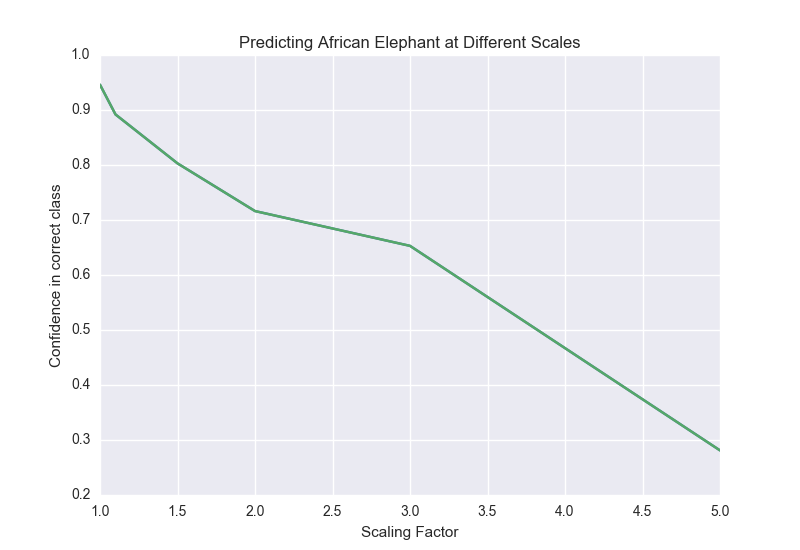 Predicting African Elephant at Different Scales
1.0
0.9
0.8
0.7
0.6
0.5
0.4
0.3
0.2
Confidence in correct class
1.0 1.5 2.0 2.5 3.0 3.5 4.0 4.5 5.0
Scaling Factor